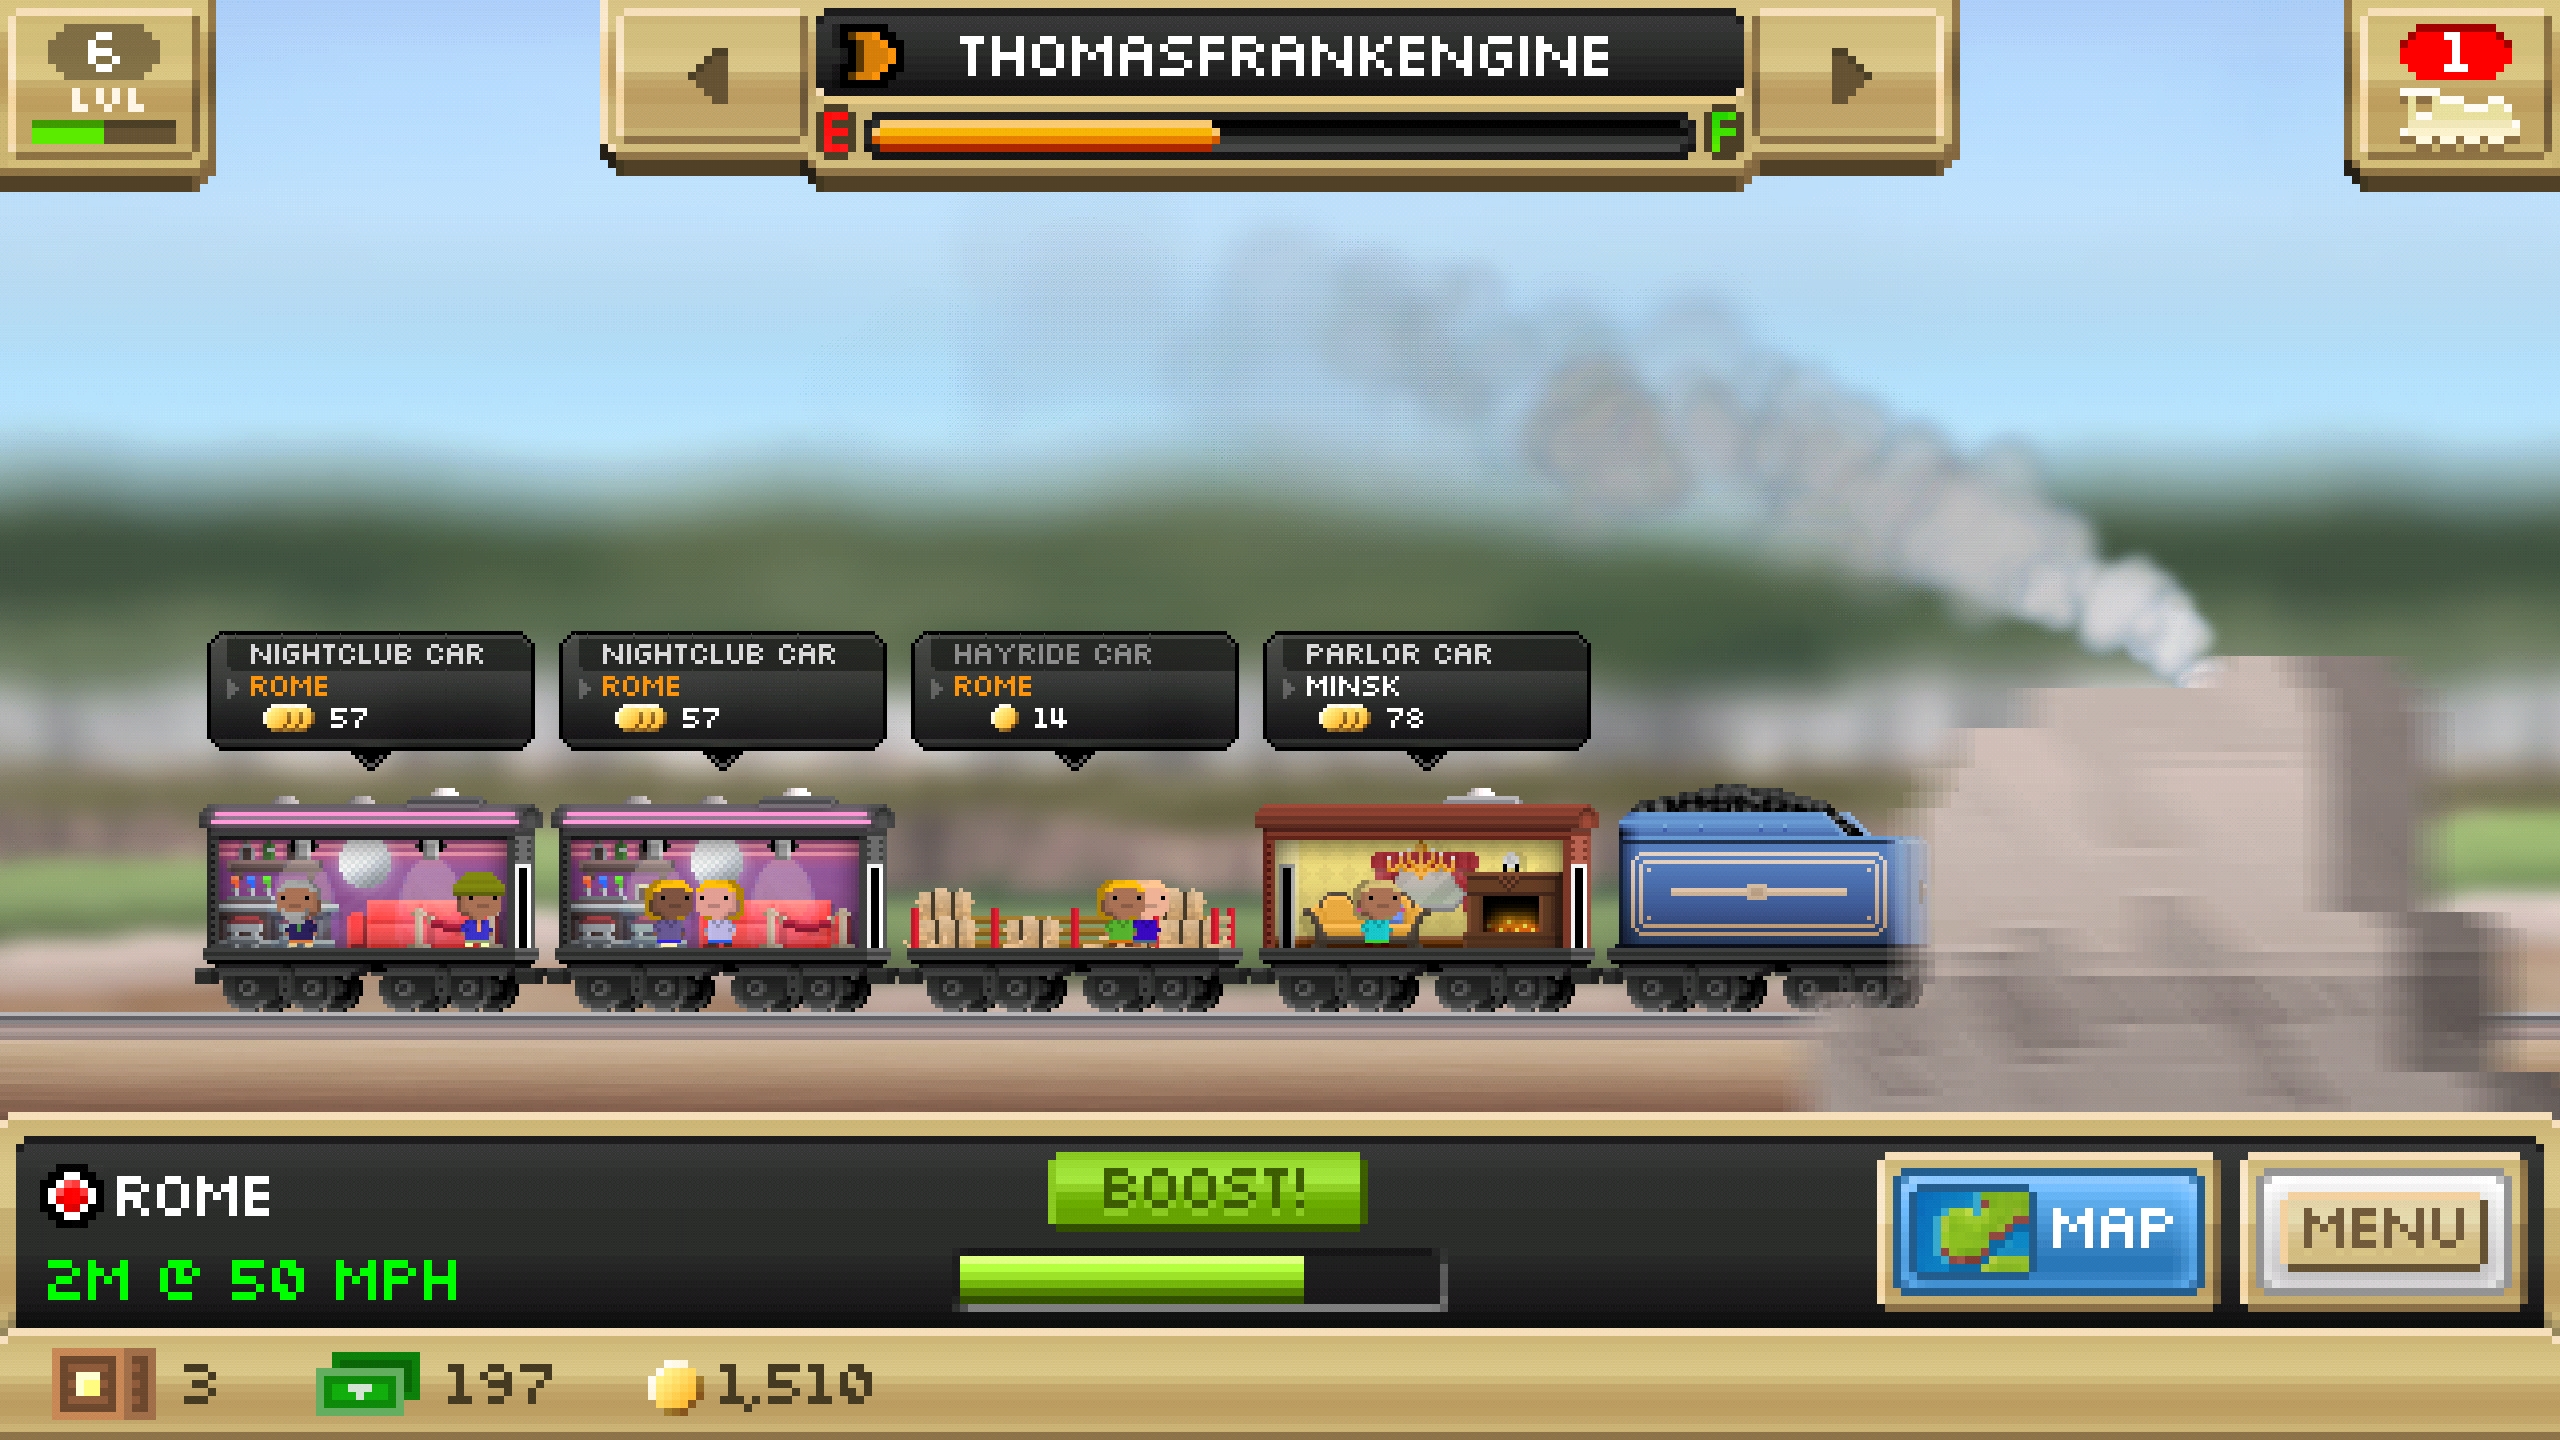 6
LVL
THOMASFRANKENGINE
E F
1
NIGHTCLUB CAR
ROME
57
NIGHTCLUB CAR
ROME
57
HAYRIDE CAR
ROME
14
PARLOR CAR
MINSK
78
ROME
2M @ 50 MPH
BOOST!
MAP
MENU
3 197 1,510